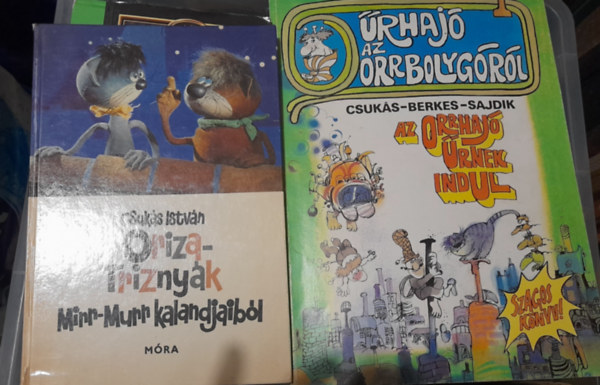 Csukás István
Oriza-
Triznyák
Mirr-Murr kalandjaiból
MÓRA
ŰRHAJÓ
AZ
ORRBOLYGÓRÓL
CSUKÁS-BERKES-SAJDIK
AZ ORRHAJÓ
ŰRNEK
INDUL
SZAGOS
KÖNYV!